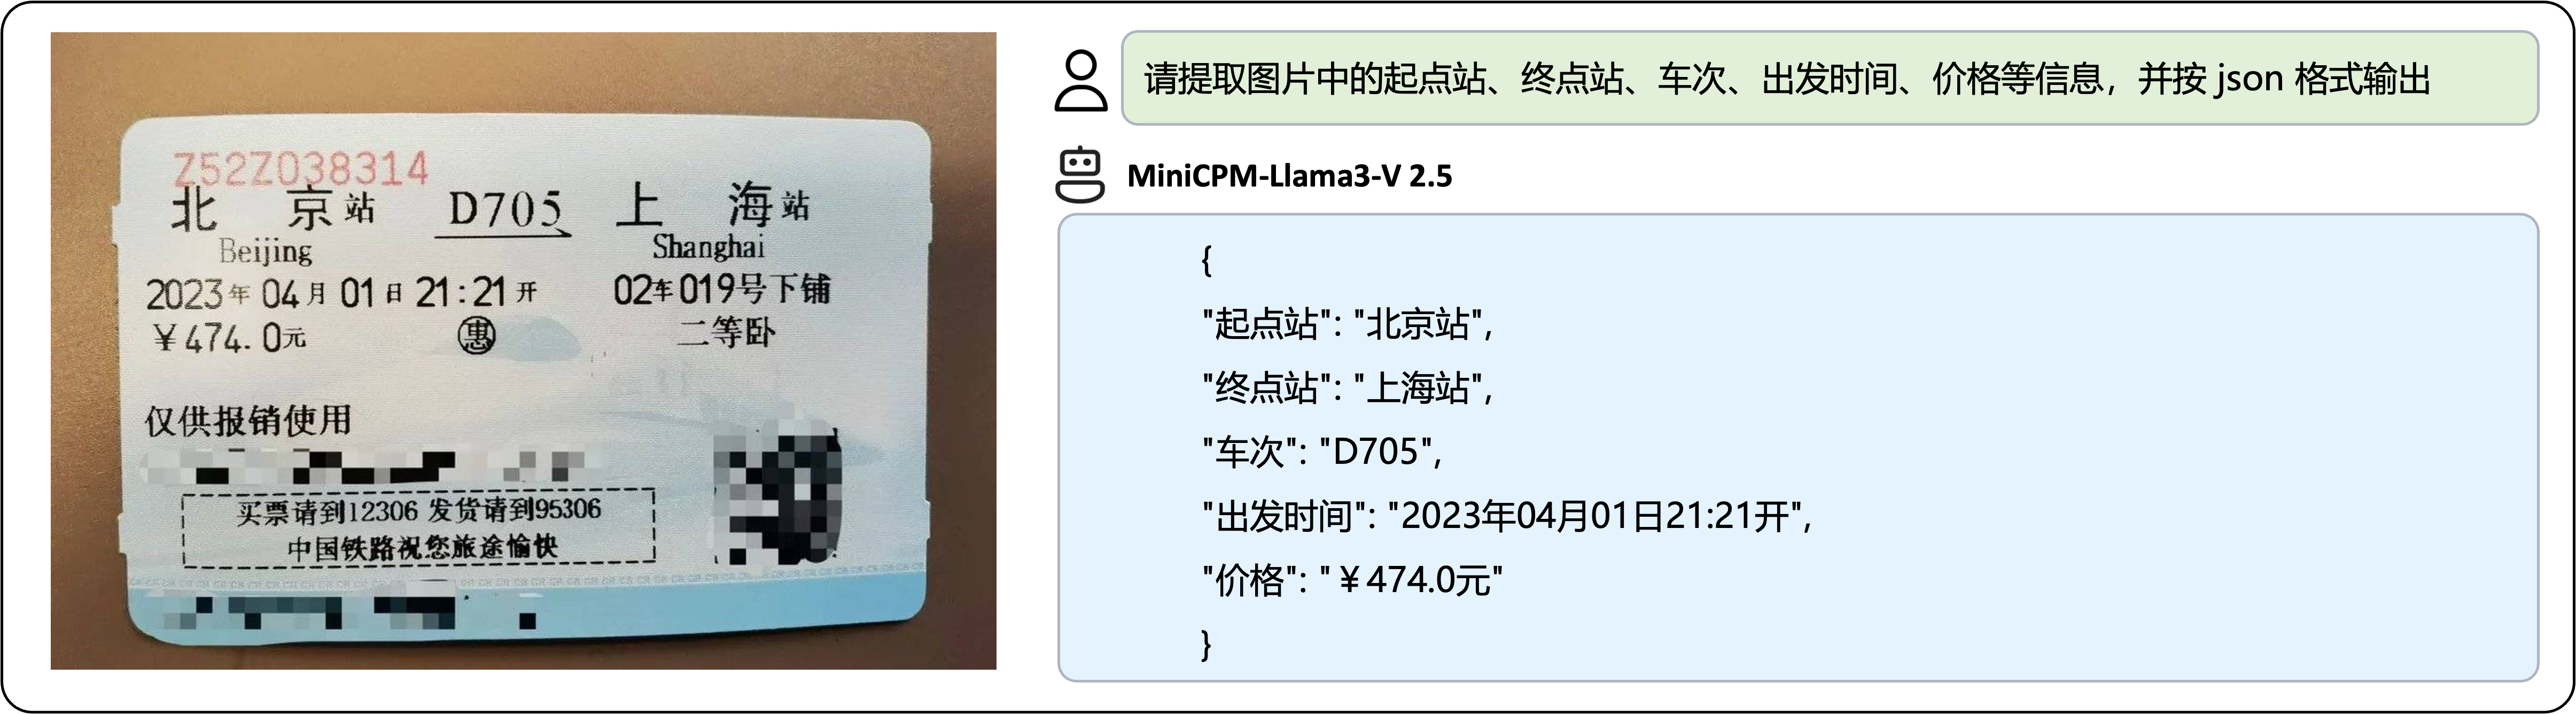 Z52Z038314
北京站 D705 上海站
Beijing Shanghai
2023年04月01日21:21开 02车019号下铺
￥474.0元 惠 二等卧
仅供报销使用
买票请到12306 发货请到95306
中国铁路祝您旅途愉快
请提取图片中的起点站、终点站、车次、出发时间、价格等信息，并按 json 格式输出
MiniCPM-Llama3-V 2.5
{
"起点站": "北京站",
"终点站": "上海站",
"车次": "D705",
"出发时间": "2023年04月01日21:21开",
"价格": "￥474.0元"
}